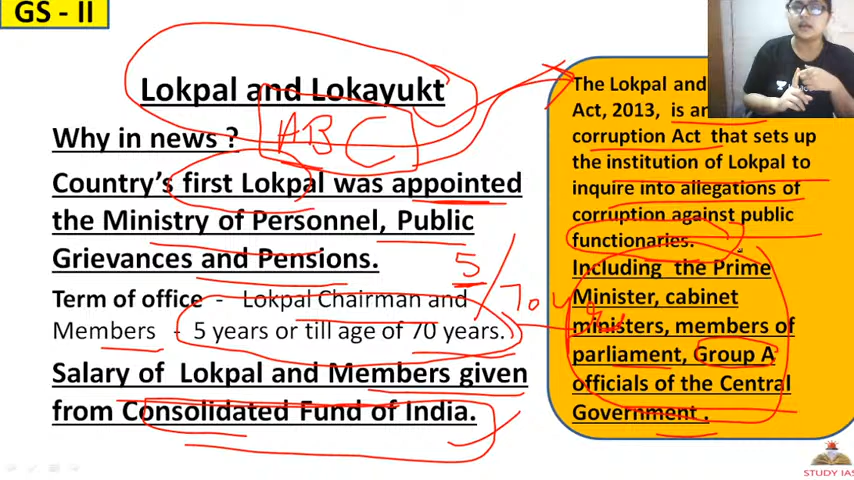 GS - II
Lokpal and Lokayukt
Why in news ?
ABC
Country's first Lokpal was appointed
the Ministry of Personnel, Public
Grievances and Pensions.
5 / 70
Term of office - Lokpal Chairman and
Members - 5 years or till age of 70 years.
Salary of Lokpal and Members given
from Consolidated Fund of India.
The Lokpal and
Act, 2013, is an
corruption Act that sets up
the institution of Lokpal to
inquire into allegations of
corruption against public
functionaries.
Including the Prime
Minister, cabinet
ministers, members of
parliament, Group A
officials of the Central
Government .
STUDY IAS